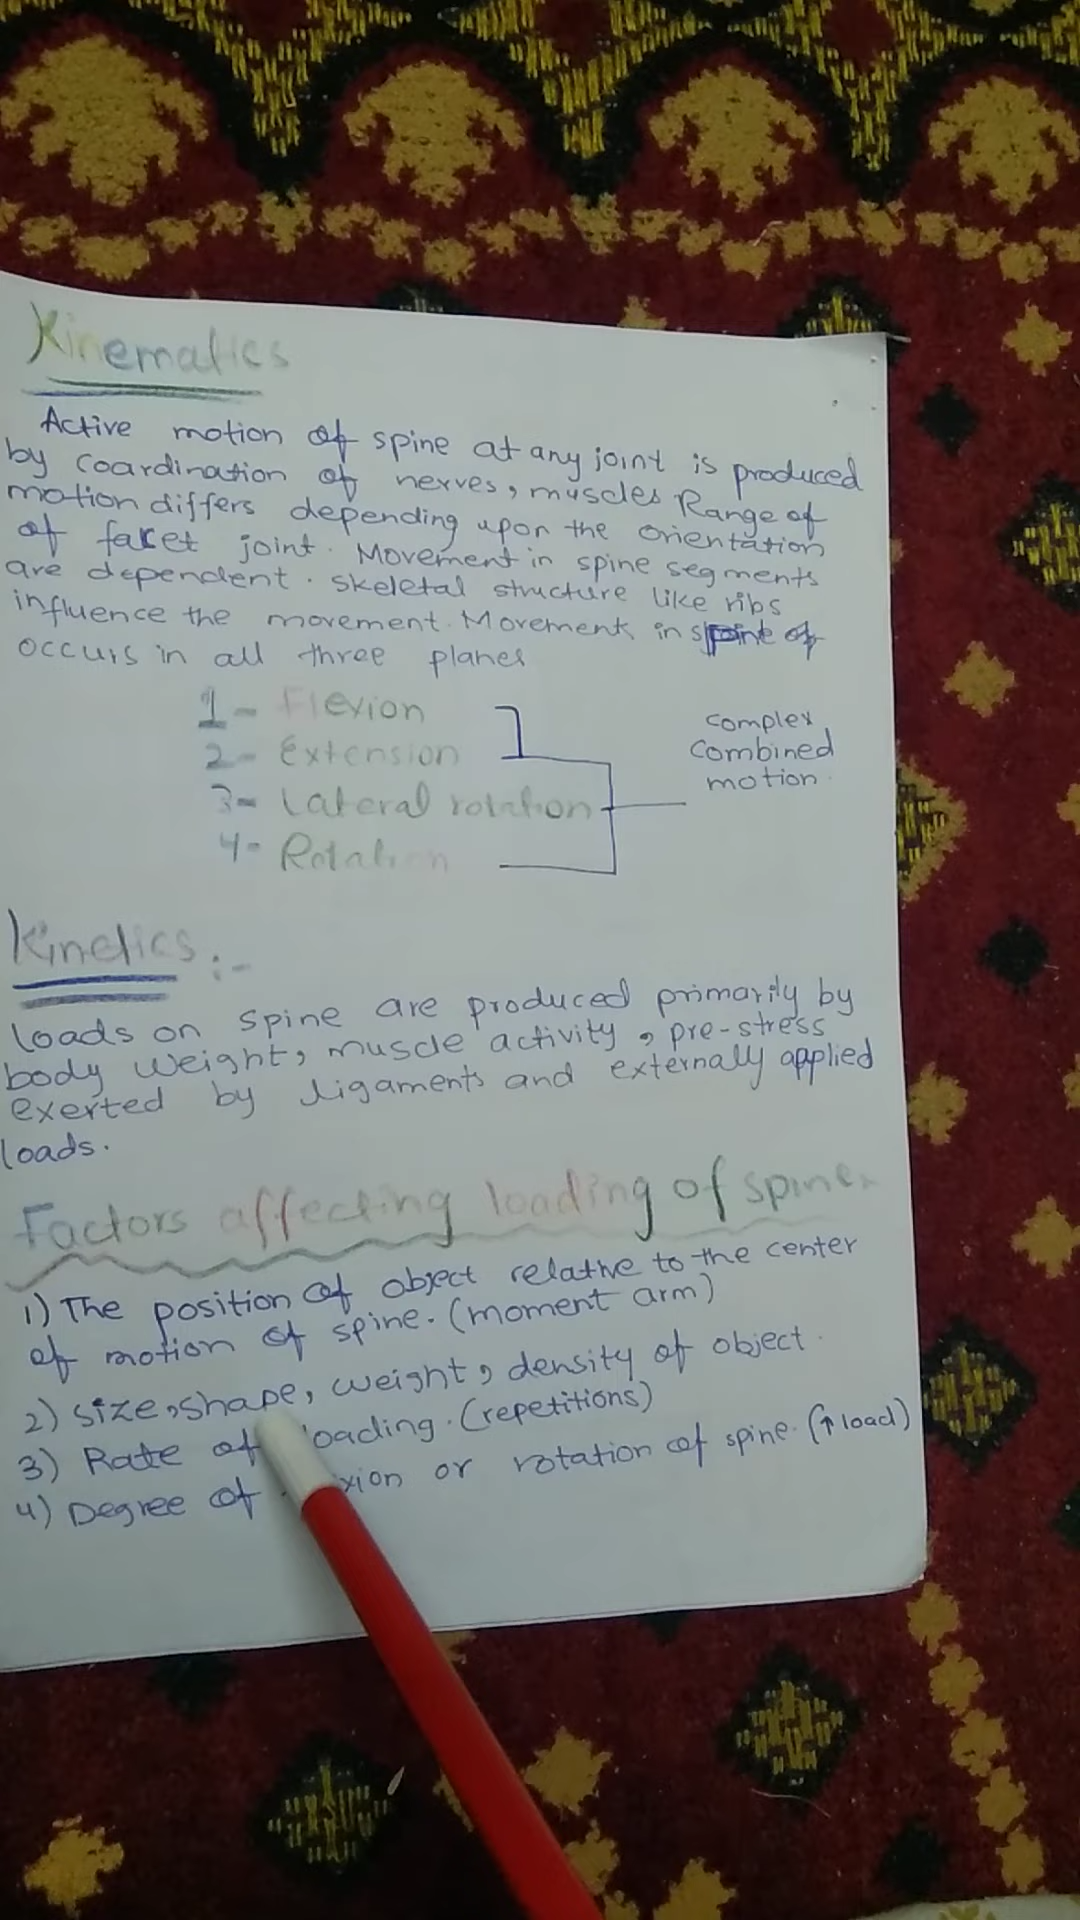 Kinematics
Active motion of spine at any joint is produced
by coardination of nerves, muscles Range of
motion differs depending upon the orientation
of facet joint. Movement in spine segments
are dependent. skeletal structure like ribs
influence the movement. Movement in spine of
occurs in all three planes
1- Flexion
2- Extension
3- Lateral rotation
4- Rotation
complex
combined
motion.
Kinetics:-
loads on spine are produced primarily by
body weight, muscle activity, pre-stress
exerted by ligaments and externally applied
loads.
Factors affecting loading of spine.
1) The position of object relative to the center
of motion of spine. (moment arm)
2) Size, shape, weight, density of object.
3) Rate of loading. (repetitions)
4) Degree of xion or rotation of spine. (↑ load)